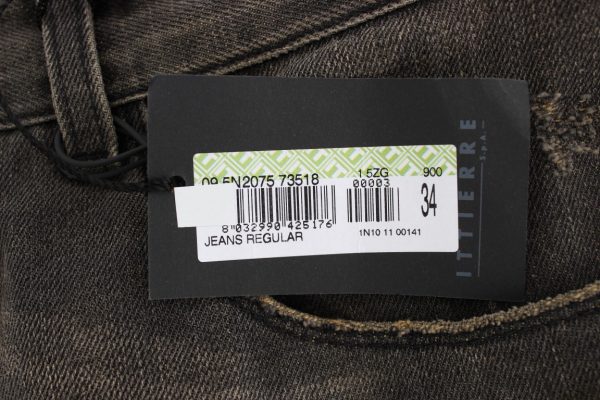 09 5N2075 73518
1 5ZG 900
00003
34
8 032990 425176
JEANS REGULAR
1N10 11 00141
ITTIERRE
S.p.A.